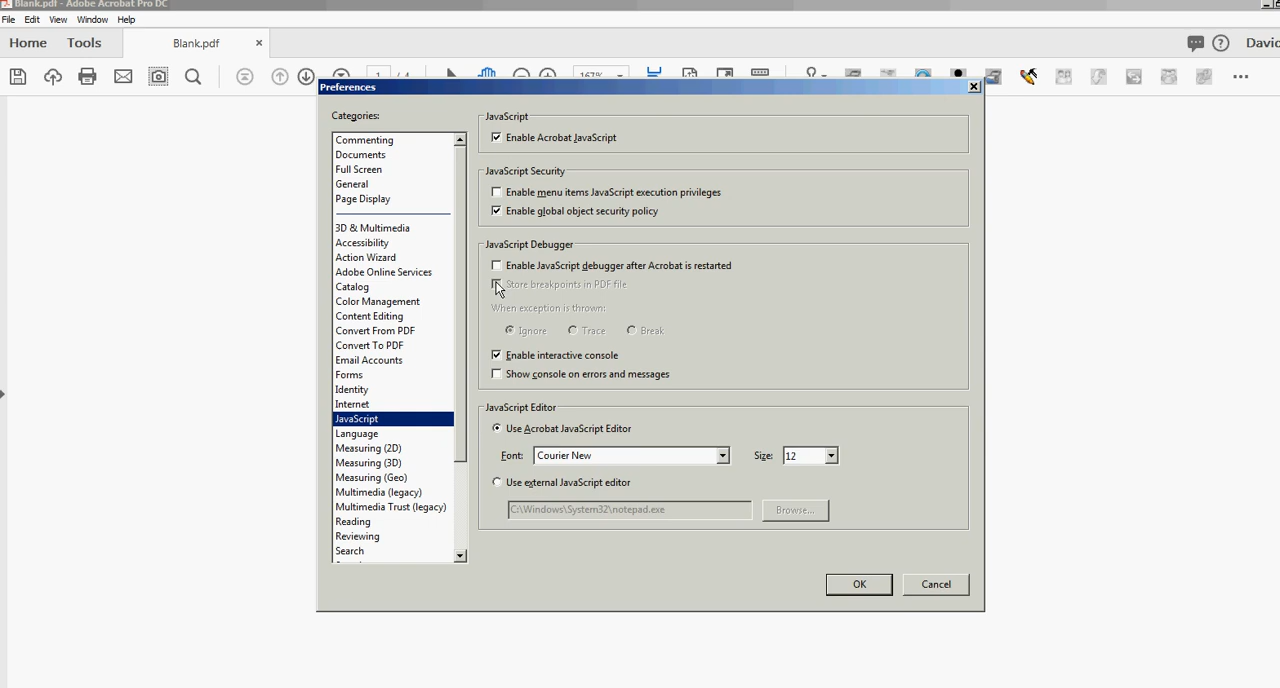 Blank.pdf - Adobe Acrobat Pro DC
File Edit View Window Help
Home Tools Blank.pdf × Davic
1 / 4 167%
Preferences
Categories:
Commenting
Documents
Full Screen
General
Page Display
3D & Multimedia
Accessibility
Action Wizard
Adobe Online Services
Catalog
Color Management
Content Editing
Convert From PDF
Convert To PDF
Email Accounts
Forms
Identity
Internet
JavaScript
Language
Measuring (2D)
Measuring (3D)
Measuring (Geo)
Multimedia (legacy)
Multimedia Trust (legacy)
Reading
Reviewing
Search
JavaScript
Enable Acrobat JavaScript
JavaScript Security
Enable menu items JavaScript execution privileges
Enable global object security policy
JavaScript Debugger
Enable JavaScript debugger after Acrobat is restarted
Store breakpoints in PDF file
When exception is thrown:
Ignore Trace Break
Enable interactive console
Show console on errors and messages
JavaScript Editor
Use Acrobat JavaScript Editor
Font: Courier New Size: 12
Use external JavaScript editor
C:\Windows\System32\notepad.exe Browse...
OK Cancel